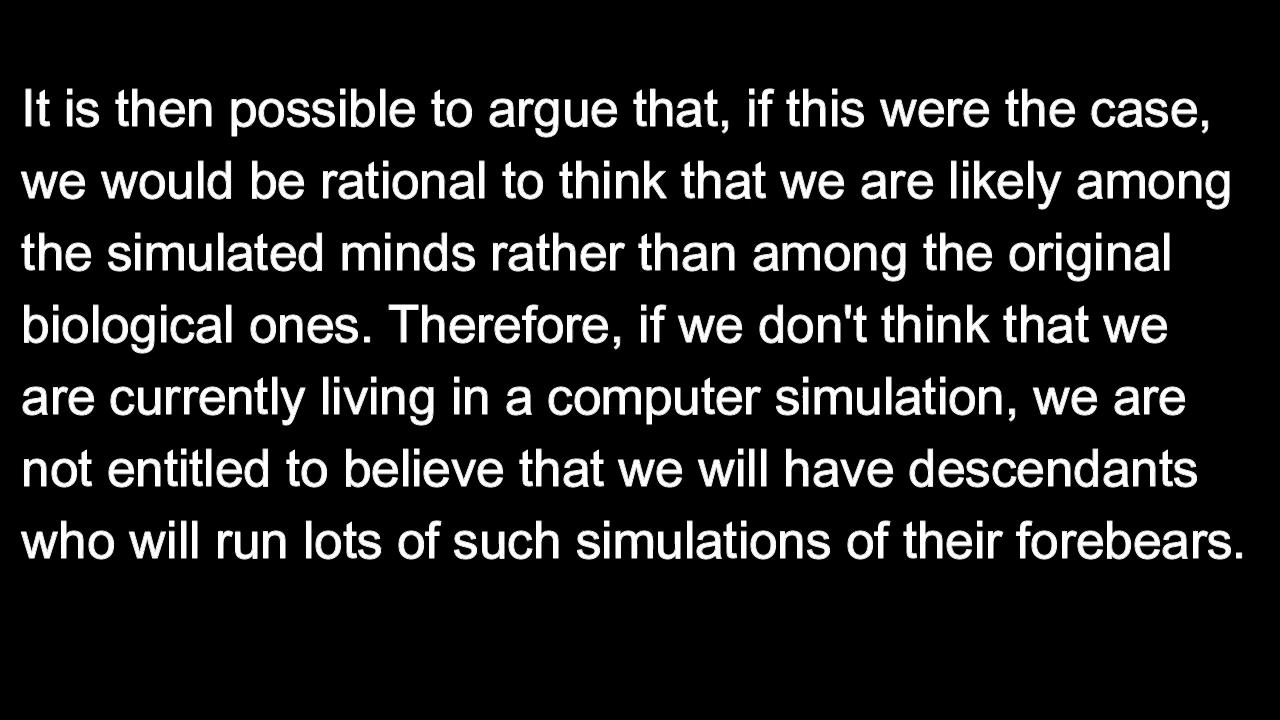 It is then possible to argue that, if this were the case,
we would be rational to think that we are likely among
the simulated minds rather than among the original
biological ones. Therefore, if we don't think that we
are currently living in a computer simulation, we are
not entitled to believe that we will have descendants
who will run lots of such simulations of their forebears.